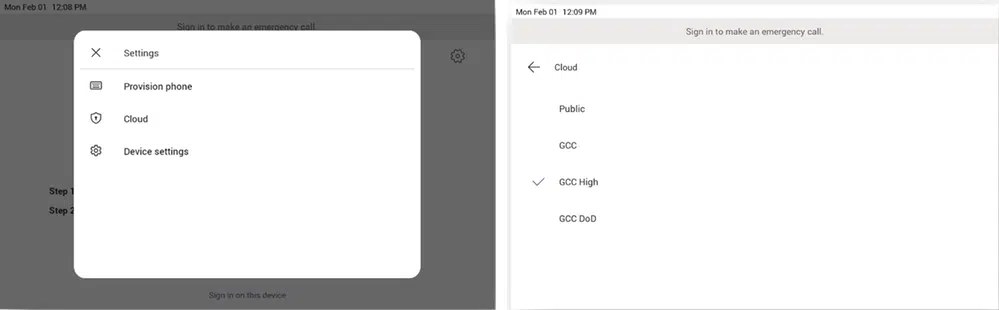 Mon Feb 01 12:08 PM
Sign in to make an emergency call.
Settings
Provision phone
Cloud
Device settings
Step 1
Step 2
Sign in on this device
Mon Feb 01 12:09 PM
Sign in to make an emergency call.
Cloud
Public
GCC
GCC High
GCC DoD